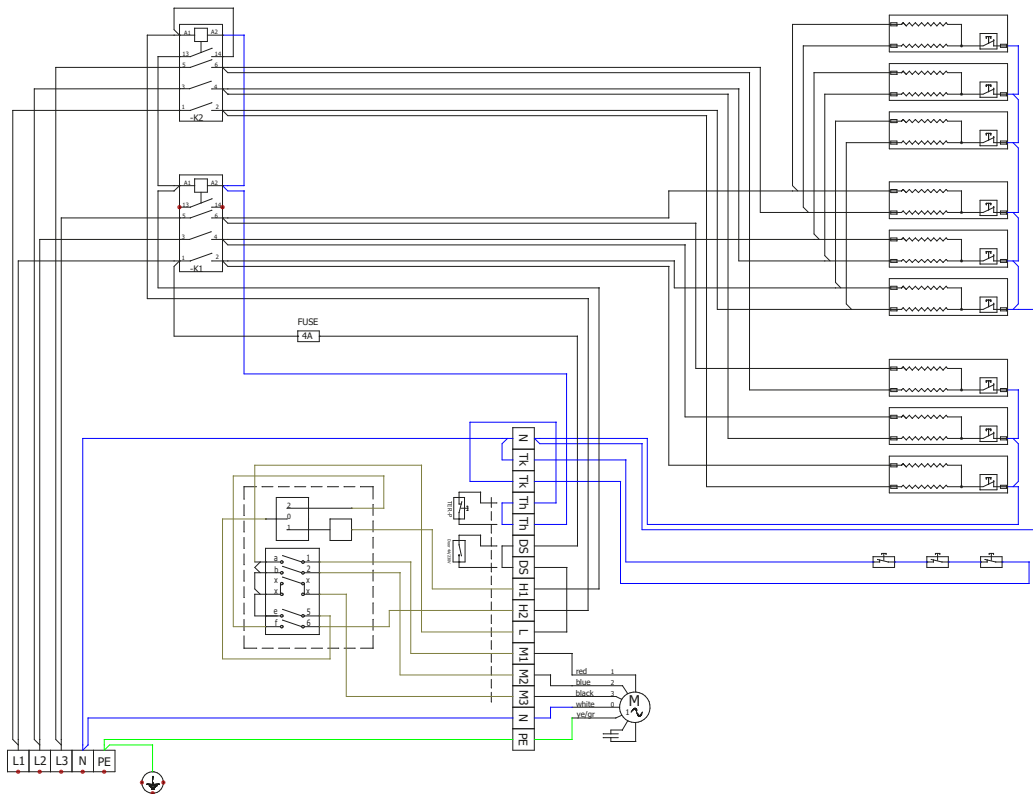 A1 A2
13 14
5 6
3 4
1 2
-K2
A1 A2
13 14
5 6
3 4
1 2
-K1
FUSE
4A
N
Tk
Tk
Th
Th
DS
DS
H1
H2
L
M1
M2
M3
N
PE
2
0
1
a 1
b 2
x x
x x
e 5
f 6
red 1
blue 2
black 3
white 0
ye/gr
M
1
L1 L2 L3 N PE